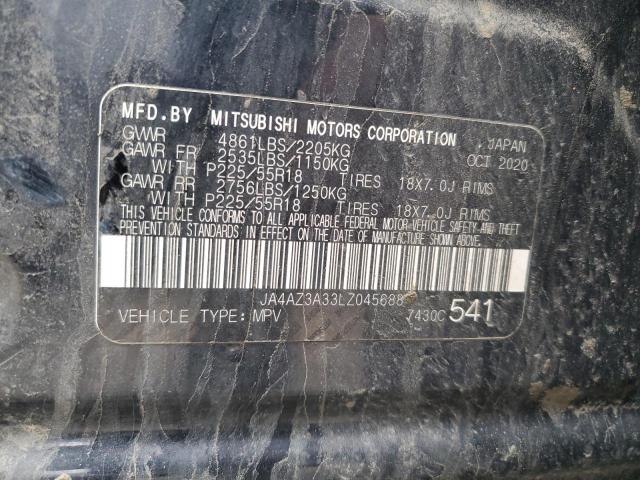 MFD.BY MITSUBISHI MOTORS CORPORATION JAPAN
GVWR 4861LBS/2205KG OCT 2020
GAWR FR 2535LBS/1150KG
WITH P225/55R18 TIRES 18X7.0J RIMS
GAWR RR 2756LBS/1250KG
WITH P225/55R18 TIRES 18X7.0J RIMS
THIS VEHICLE CONFORMS TO ALL APPLICABLE FEDERAL MOTOR VEHICLE SAFETY AND THEFT
PREVENTION STANDARDS IN EFFECT ON THE DATE OF MANUFACTURE SHOWN ABOVE.
JA4AZ3A33LZ045688
VEHICLE TYPE: MPV 7430C 541